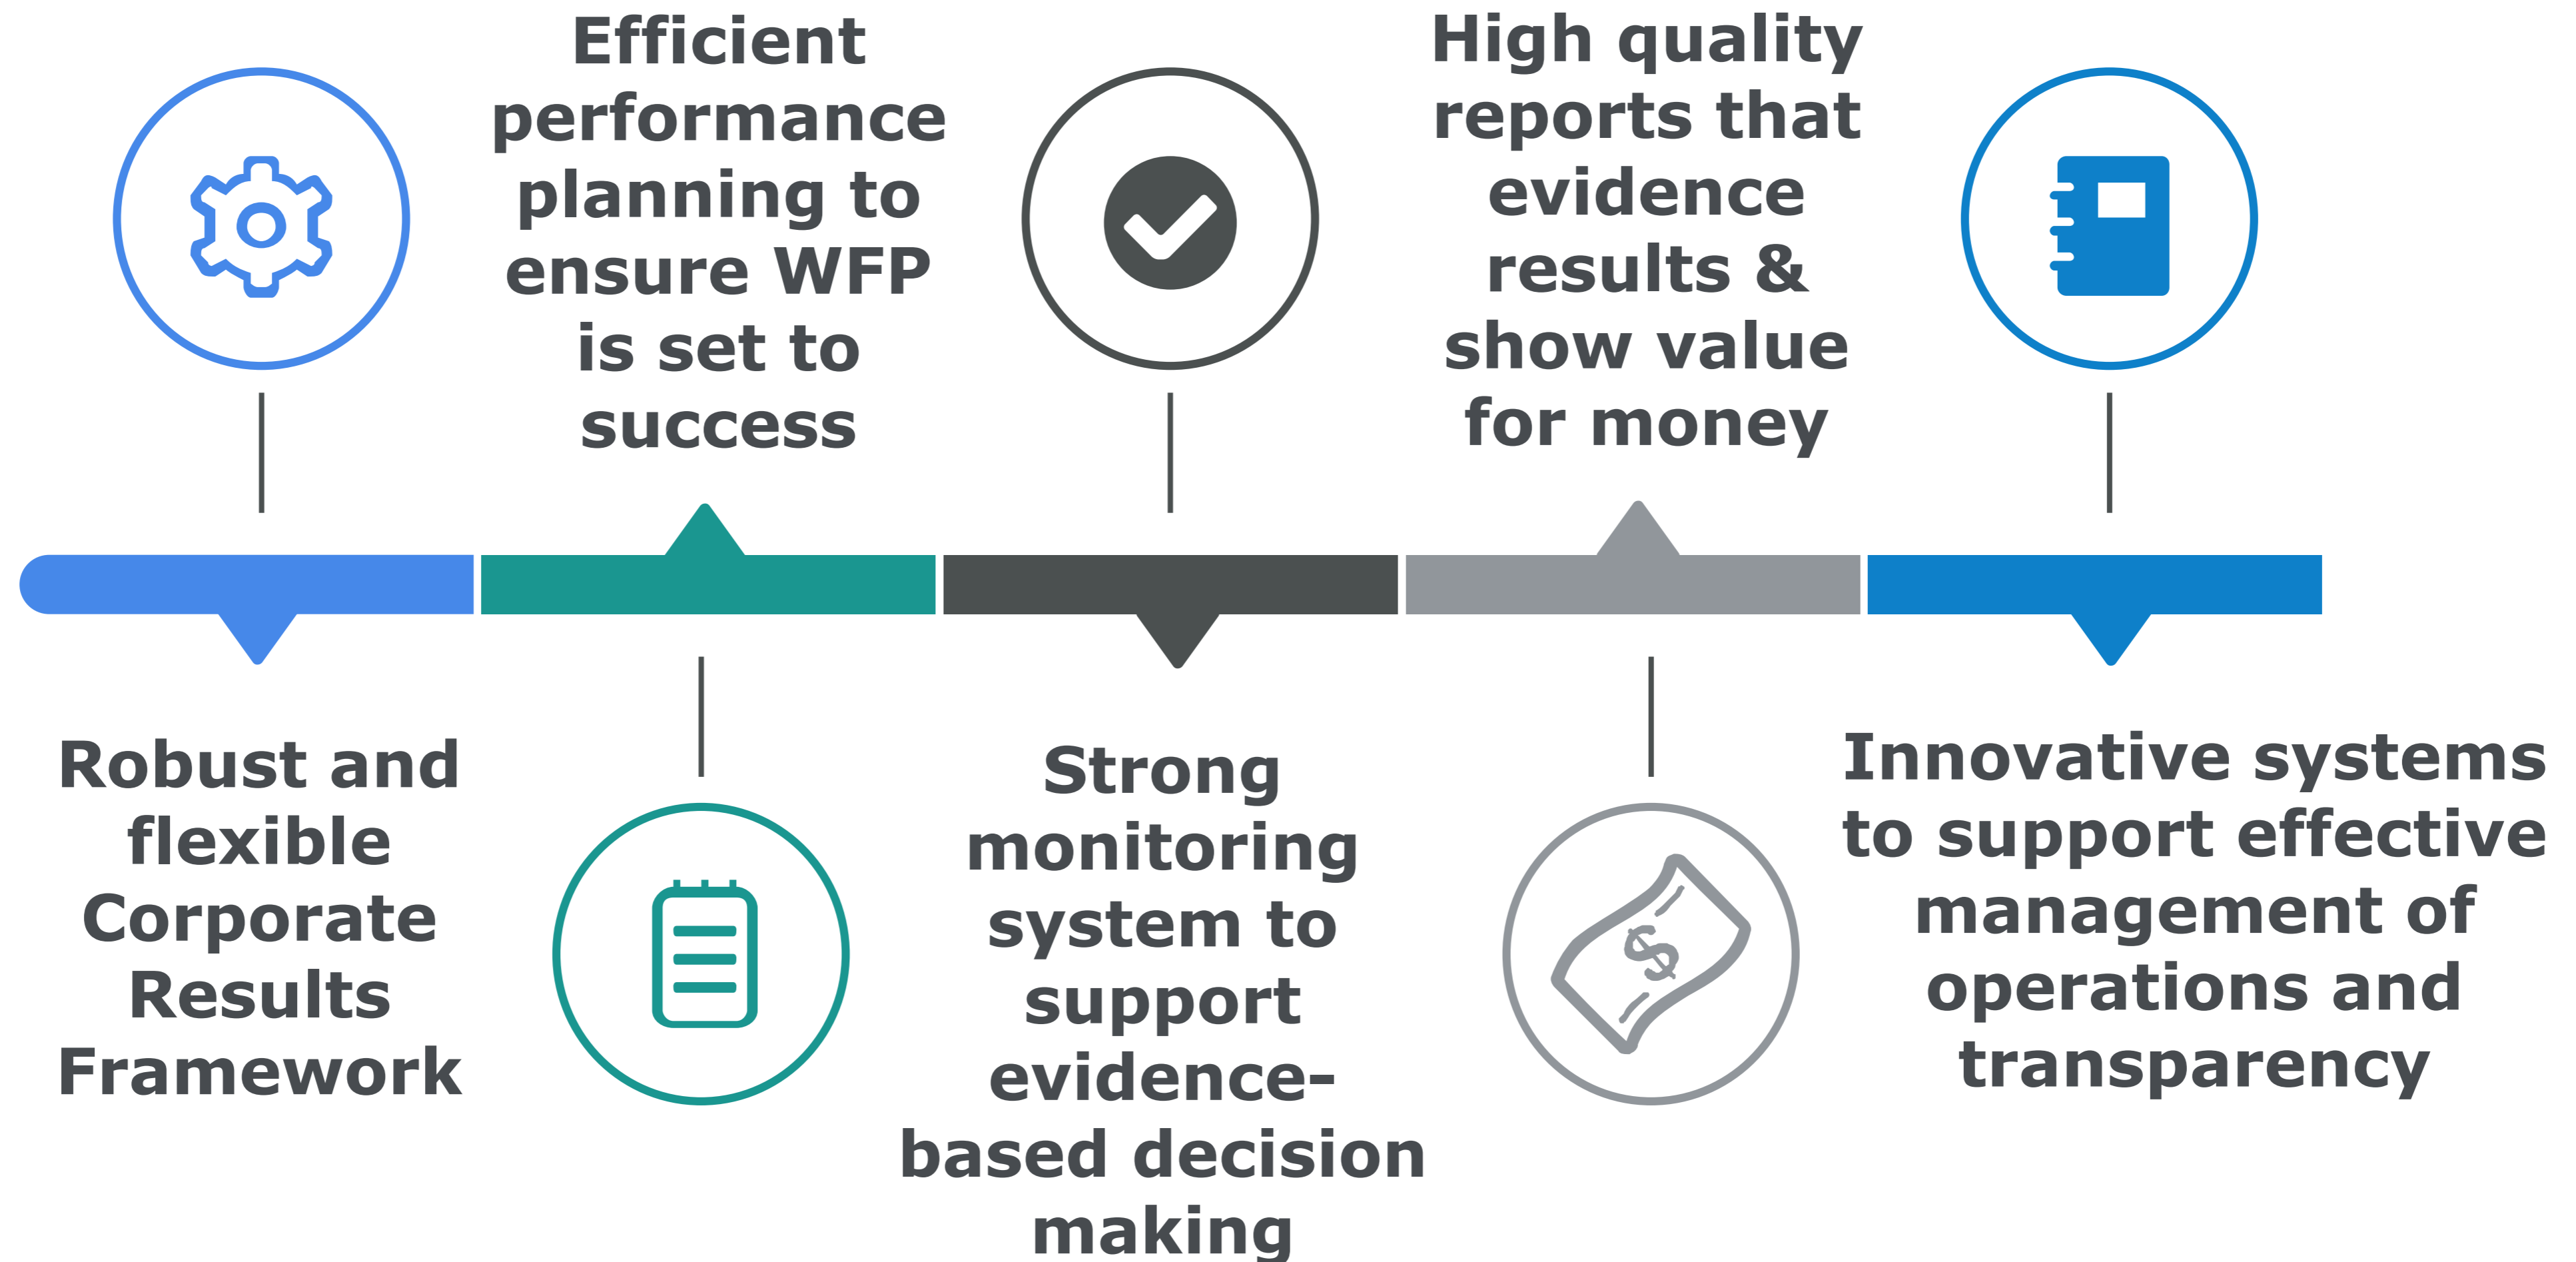 Robust and
flexible
Corporate
Results
Framework
Efficient
performance
planning to
ensure WFP
is set to
success
Strong
monitoring
system to
support
evidence-
based decision
making
High quality
reports that
evidence
results &
show value
for money
$
Innovative systems
to support effective
management of
operations and
transparency